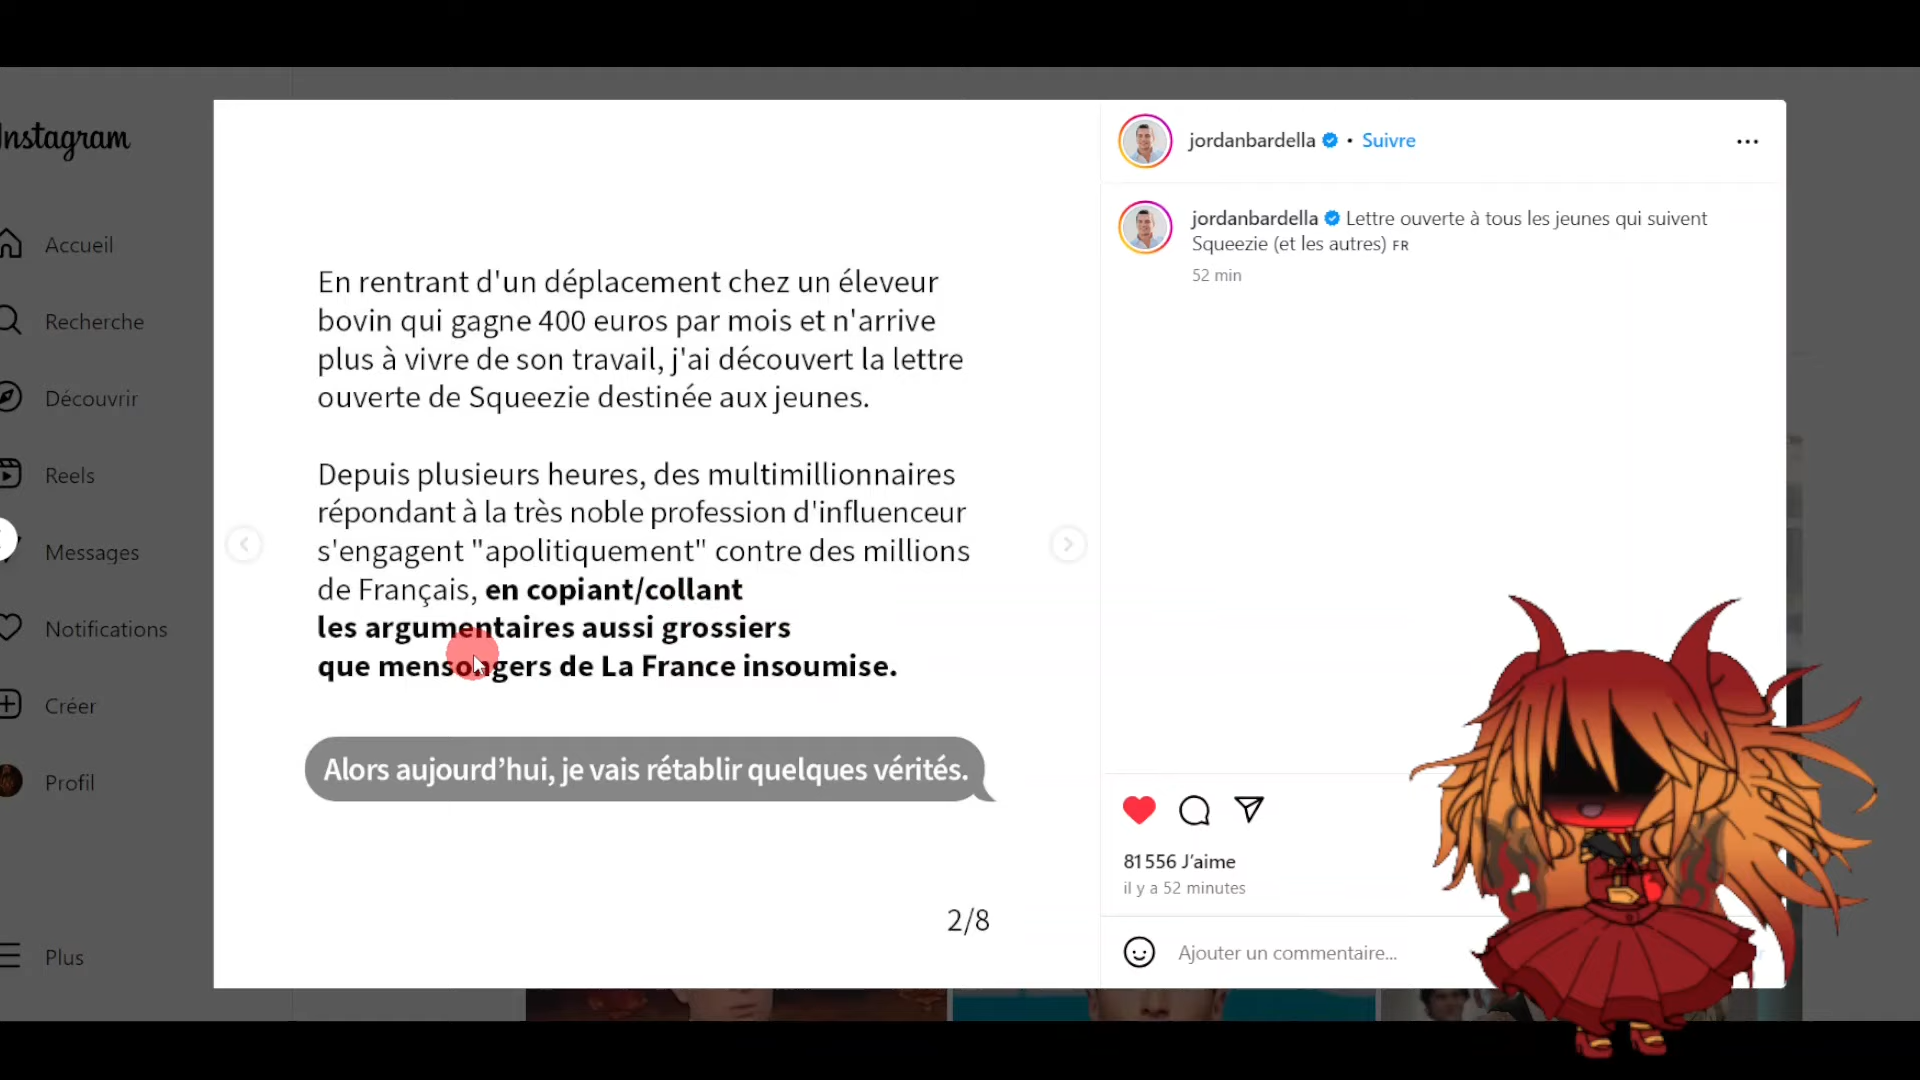 Instagram
Accueil
Recherche
Découvrir
Reels
Messages
Notifications
Créer
Profil
Plus
En rentrant d'un déplacement chez un éleveur
bovin qui gagne 400 euros par mois et n'arrive
plus à vivre de son travail, j'ai découvert la lettre
ouverte de Squeezie destinée aux jeunes.
Depuis plusieurs heures, des multimillionnaires
répondant à la très noble profession d'influenceur
s'engagent "apolitiquement" contre des millions
de Français, en copiant/collant
les argumentaires aussi grossiers
que mensongers de La France insoumise.
Alors aujourd’hui, je vais rétablir quelques vérités.
2/8
jordanbardella • Suivre
jordanbardella Lettre ouverte à tous les jeunes qui suivent
Squeezie (et les autres) FR
52 min
81 556 J’aime
il y a 52 minutes
Ajouter un commentaire...